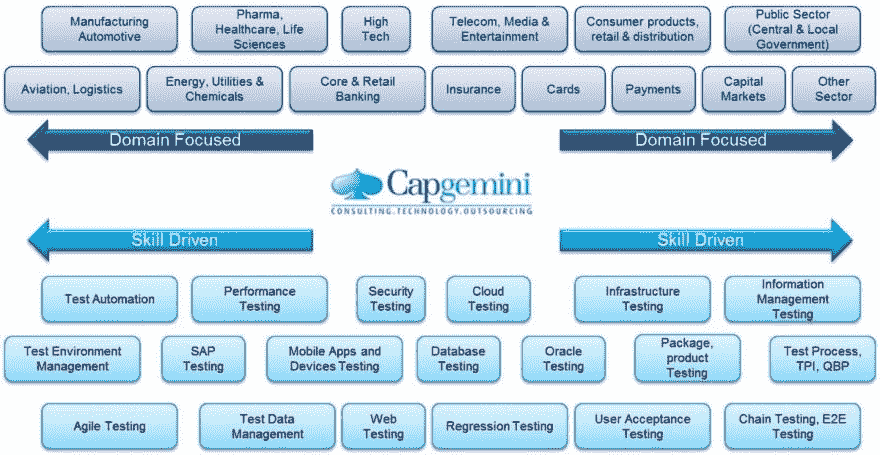 Manufacturing
Automotive
Pharma,
Healthcare, Life
Sciences
High
Tech
Telecom, Media &
Entertainment
Consumer products,
retail & distribution
Public Sector
(Central & Local
Government)
Aviation, Logistics
Energy, Utilities &
Chemicals
Core & Retail
Banking
Insurance
Cards
Payments
Capital
Markets
Other
Sector
Domain Focused
Domain Focused
Capgemini
CONSULTING.TECHNOLOGY.OUTSOURCING
Skill Driven
Skill Driven
Test Automation
Performance
Testing
Security
Testing
Cloud
Testing
Infrastructure
Testing
Information
Management
Testing
Test Environment
Management
SAP
Testing
Mobile Apps and
Devices Testing
Database
Testing
Oracle
Testing
Package,
product
Testing
Test Process,
TPI, QBP
Agile Testing
Test Data
Management
Web
Testing
Regression Testing
User Acceptance
Testing
Chain Testing, E2E
Testing